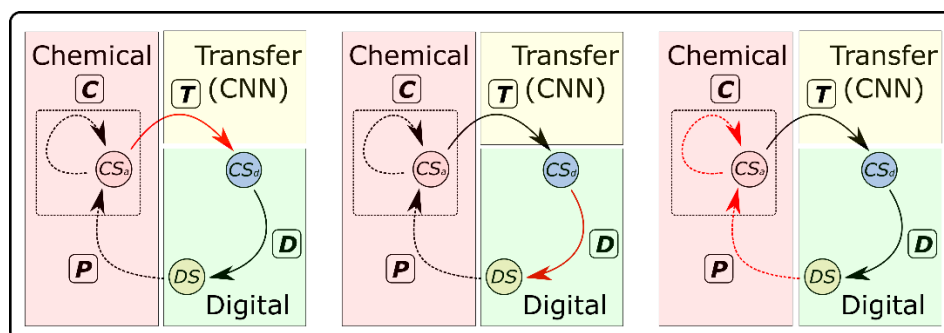 Chemical Transfer
C T (CNN)
CSa CSd
P D
DS
Digital
Chemical Transfer
C T (CNN)
CSa CSd
P D
DS
Digital
Chemical Transfer
C T (CNN)
CSa CSd
P D
DS
Digital